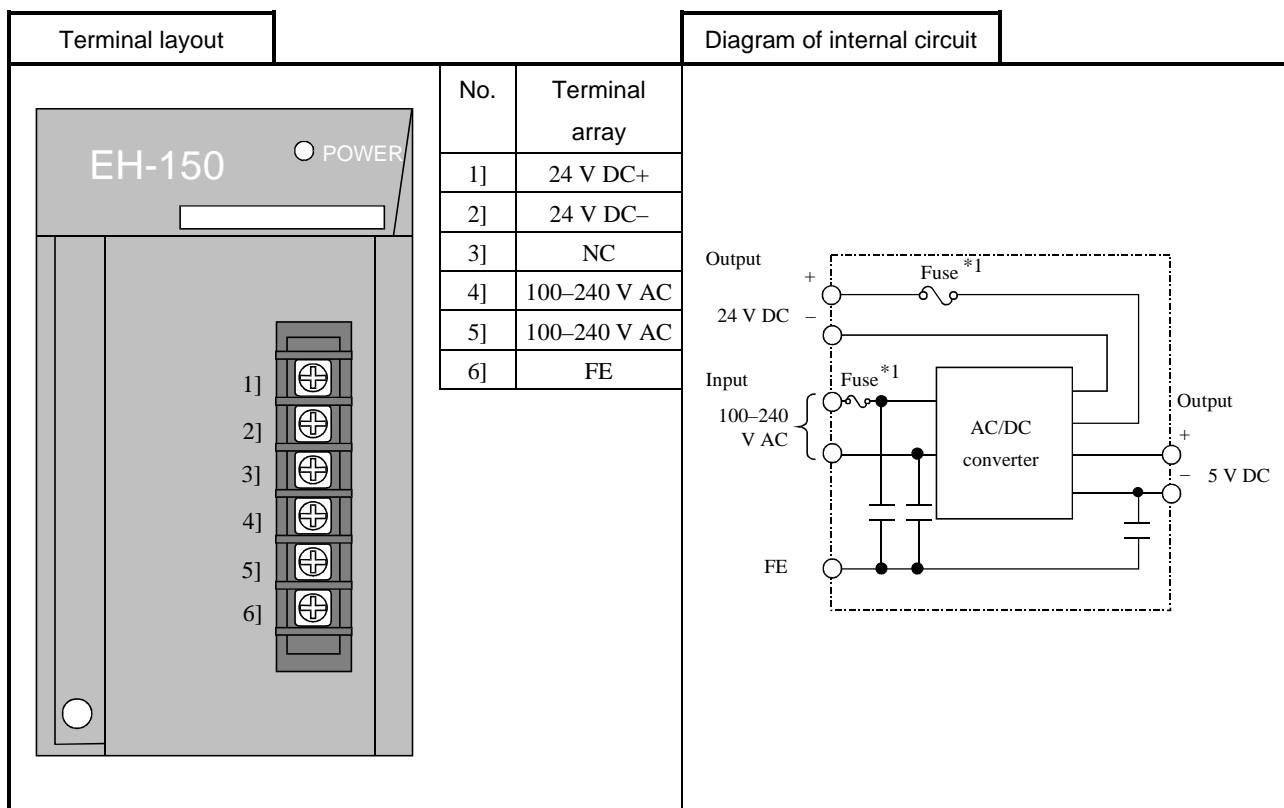 Terminal layout
Diagram of internal circuit
EH-150
POWER
1]
2]
3]
4]
5]
6]
No. Terminal array
1] 24 V DC+
2] 24 V DC–
3] NC
4] 100–240 V AC
5] 100–240 V AC
6] FE
Output
+
24 V DC –
Fuse *1
Input
Fuse *1
100–240
V AC
AC/DC
converter
Output
+
– 5 V DC
FE